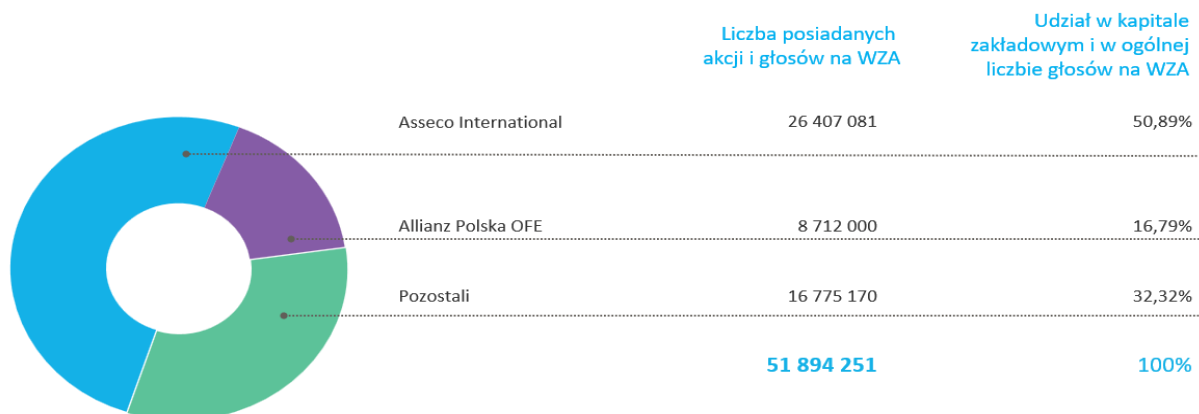 Liczba posiadanych
akcji i głosów na WZA
Udział w kapitale
zakładowym i w ogólnej
liczbie głosów na WZA
Asseco International 26 407 081 50,89%
Allianz Polska OFE 8 712 000 16,79%
Pozostali 16 775 170 32,32%
51 894 251 100%